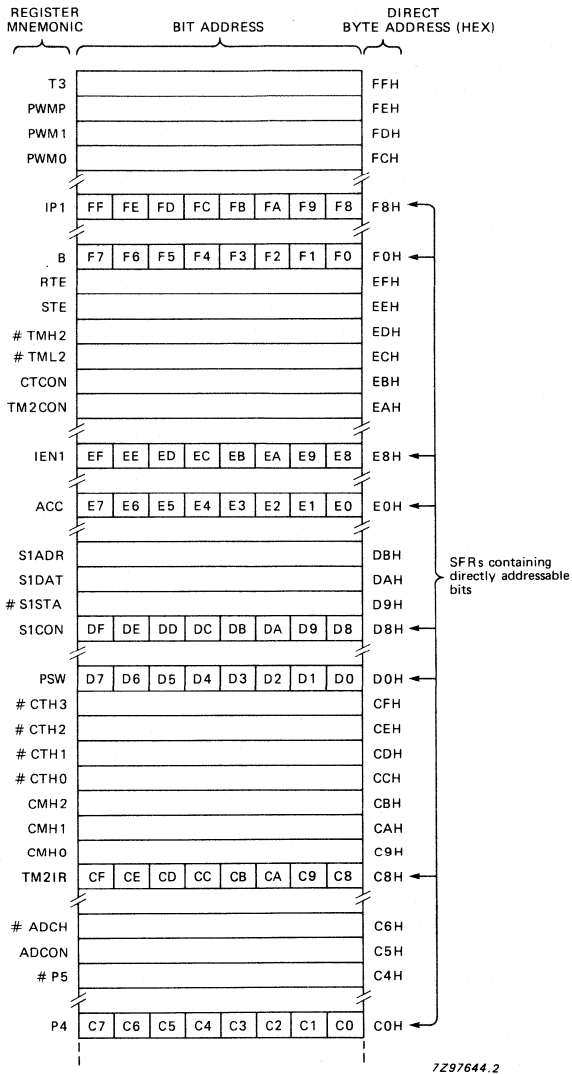 REGISTER MNEMONIC BIT ADDRESS DIRECT BYTE ADDRESS (HEX)
T3 FFH
PWMP FEH
PWM1 FDH
PWM0 FCH
IP1 FF FE FD FC FB FA F9 F8 F8H
B F7 F6 F5 F4 F3 F2 F1 F0 F0H
RTE EFH
STE EEH
# TMH2 EDH
# TML2 ECH
CTCON EBH
TM2CON EAH
IEN1 EF EE ED EC EB EA E9 E8 E8H
ACC E7 E6 E5 E4 E3 E2 E1 E0 E0H
S1ADR DBH
S1DAT DAH
# S1STA D9H
S1CON DF DE DD DC DB DA D9 D8 D8H
SFRs containing
directly addressable
bits
PSW D7 D6 D5 D4 D3 D2 D1 D0 D0H
# CTH3 CFH
# CTH2 CEH
# CTH1 CDH
# CTH0 CCH
CMH2 CBH
CMH1 CAH
CMH0 C9H
TM2IR CF CE CD CC CB CA C9 C8 C8H
# ADCH C6H
ADCON C5H
# P5 C4H
P4 C7 C6 C5 C4 C3 C2 C1 C0 C0H
7Z97644.2